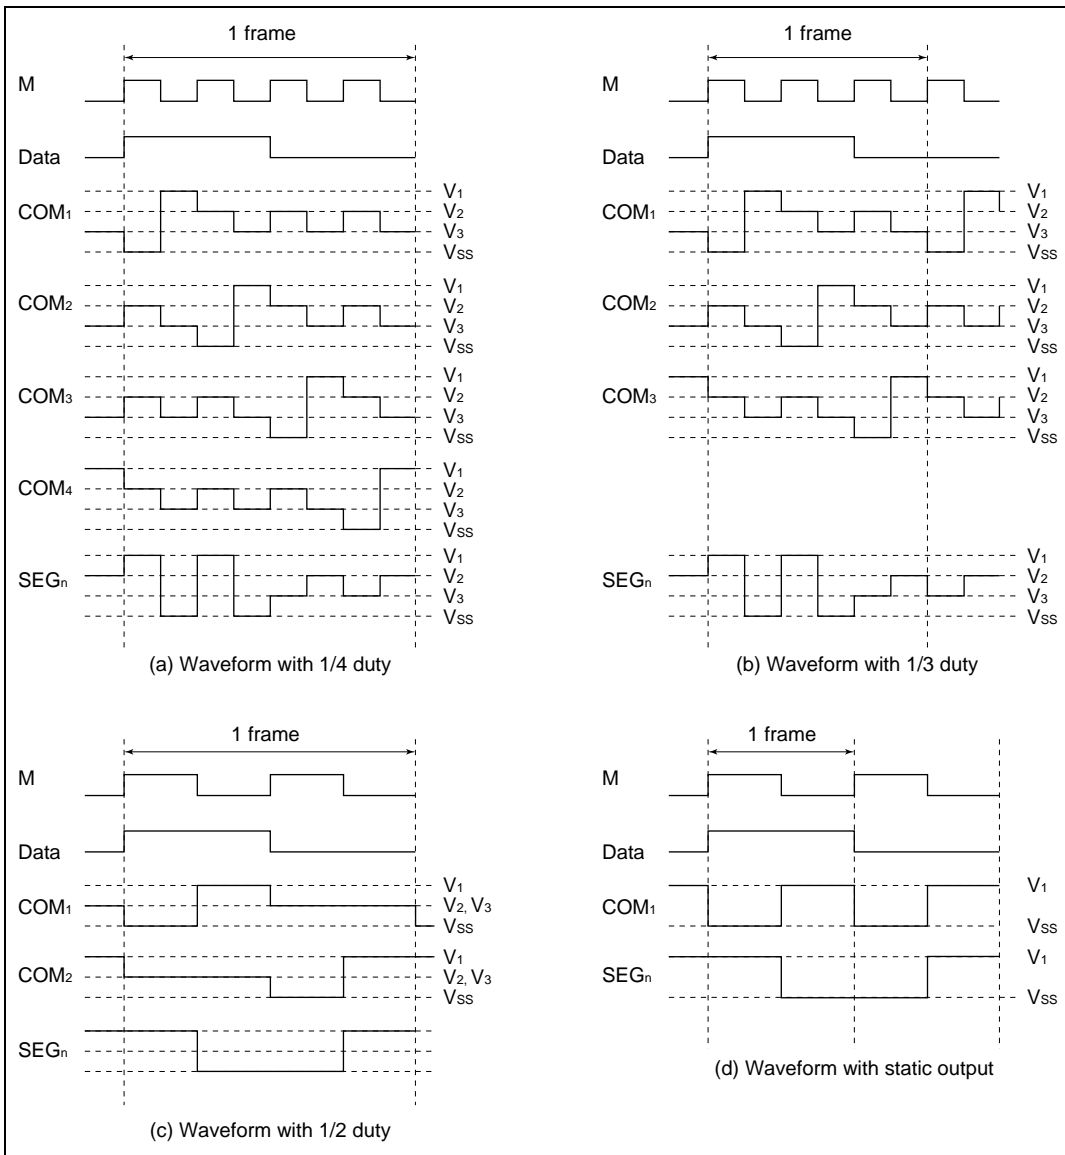 1 frame
M
Data
COM1
V1
V2
V3
VSS
COM2
V1
V2
V3
VSS
COM3
V1
V2
V3
VSS
COM4
V1
V2
V3
VSS
SEGn
V1
V2
V3
VSS
(a) Waveform with 1/4 duty
1 frame
M
Data
COM1
V1
V2
V3
VSS
COM2
V1
V2
V3
VSS
COM3
V1
V2
V3
VSS
SEGn
V1
V2
V3
VSS
(b) Waveform with 1/3 duty
1 frame
M
Data
COM1
V1
V2, V3
VSS
COM2
V1
V2, V3
VSS
SEGn
(c) Waveform with 1/2 duty
1 frame
M
Data
COM1
V1
VSS
SEGn
V1
VSS
(d) Waveform with static output